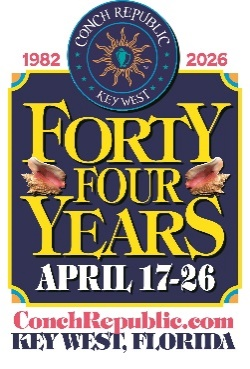 CONCH REPUBLIC
KEY WEST
1982 2026
FORTY
FOUR
YEARS
APRIL 17-26
ConchRepublic.com
KEY WEST, FLORIDA